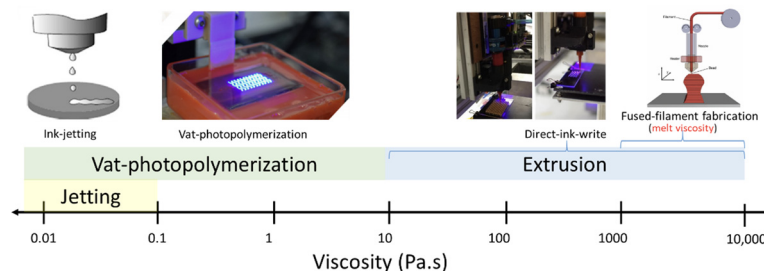 Ink-jetting
Vat-photopolymerization
Direct-ink-write
Fused-filament fabrication
(melt viscosity)
Vat-photopolymerization
Extrusion
Jetting
0.01
0.1
1
10
100
1000
10,000
Viscosity (Pa.s)